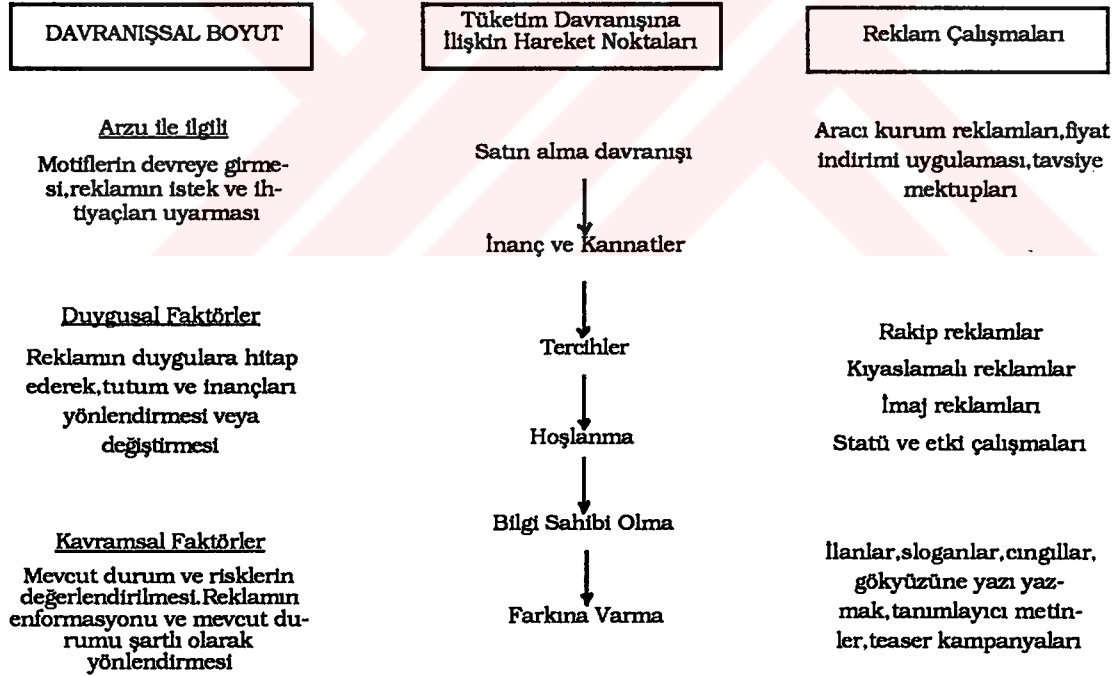 DAVRANIŞSAL BOYUT
Tüketim Davranışına
İlişkin Hareket Noktaları
Reklam Çalışmaları
Arzu ile ilgili
Motiflerin devreye girme-
si,reklamın istek ve ih-
tiyaçları uyarması
Satın alma davranışı
Aracı kurum reklamları,fiyat
indirimi uygulaması,tavsiye
mektupları
İnanç ve Kannatler
Duygusal Faktörler
Reklamın duygulara hitap
ederek,tutum ve inançları
yönlendirmesi veya
değiştirmesi
Tercihler
Hoşlanma
Rakip reklamlar
Kıyaslamalı reklamlar
İmaj reklamları
Statü ve etki çalışmaları
Bilgi Sahibi Olma
Kavramsal Faktörler
Mevcut durum ve risklerin
değerlendirilmesi.Reklamın
enformasyonu ve mevcut du-
rumu şartlı olarak
yönlendirmesi
Farkına Varma
İlanlar,sloganlar,cıngıllar,
gökyüzüne yazı yaz-
mak,tanımlayıcı metin-
ler,teaser kampanyaları